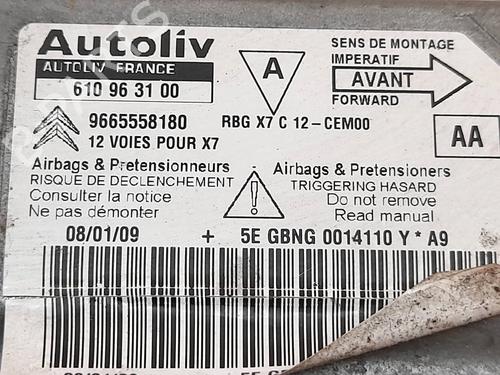 Autoliv
AUTOLIV FRANCE
610 96 31 00
A
SENS DE MONTAGE
IMPERATIF
AVANT
FORWARD
9665558180
12 VOIES POUR X7
RBG X7 C 12-CEM00
AA
Airbags & Pretensionneurs
RISQUE DE DECLENCHEMENT
Consulter la notice
Ne pas démonter
Airbags & Pretensioners
TRIGGERING HASARD
Do not remove
Read manual
08/01/09 + 5E GBNG 0014110 Y * A9